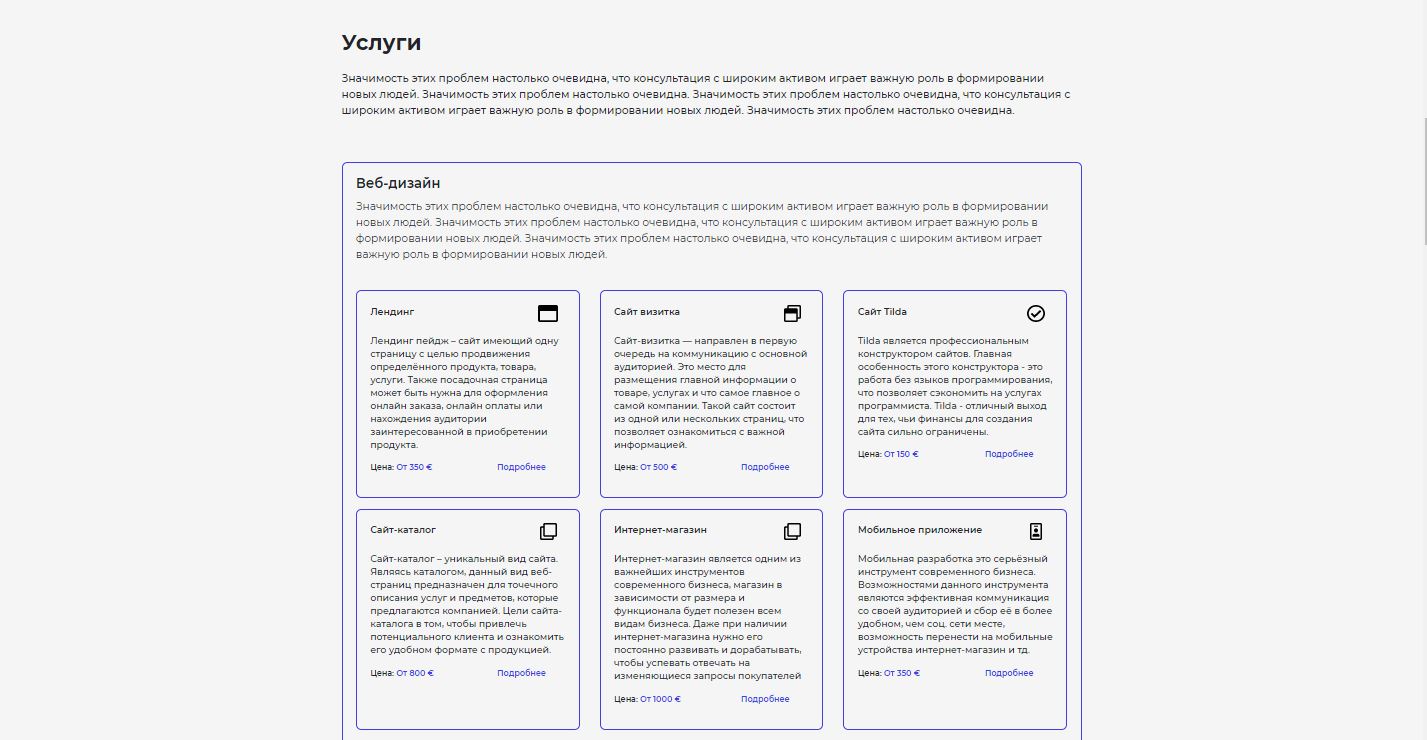 Услуги
Значимость этих проблем настолько очевидна, что консультация с широким активом играет важную роль в формировании
новых людей. Значимость этих проблем настолько очевидна. Значимость этих проблем настолько очевидна, что консультация с
широким активом играет важную роль в формировании новых людей. Значимость этих проблем настолько очевидна.
Веб-дизайн
Значимость этих проблем настолько очевидна, что консультация с широким активом играет важную роль в формировании
новых людей. Значимость этих проблем настолько очевидна, что консультация с широким активом играет важную роль в
формировании новых людей. Значимость этих проблем настолько очевидна, что консультация с широким активом играет
важную роль в формировании новых людей.
Лендинг
Лендинг пейдж – сайт имеющий одну
страницу с целью продвижения
определённого продукта, товара,
услуги. Также посадочная страница
может быть нужна для оформления
онлайн заказа, онлайн оплаты или
нахождения аудитории
заинтересованной в приобретении
продукта.
Цена: От 350 € Подробнее
Сайт визитка
Сайт-визитка — направлен в первую
очередь на коммуникацию с основной
аудиторией. Это место для
размещения главной информации о
товаре, услугах и что самое главное о
самой компании. Такой сайт состоит
из одной или нескольких страниц, что
позволяет ознакомиться с важной
информацией.
Цена: От 500 € Подробнее
Сайт Tilda
Tilda является профессиональным
конструктором сайтов. Главная
особенность этого конструктора - это
работа без языков программирования,
что позволяет сэкономить на услугах
программиста. Tilda - отличный выход
для тех, чьи финансы для создания
сайта сильно ограничены.
Цена: От 150 € Подробнее
Сайт-каталог
Сайт-каталог – уникальный вид сайта.
Являясь каталогом, данный вид веб-
страниц предназначен для точечного
описания услуг и предметов, которые
предлагаются компанией. Цели сайта-
каталога в том, чтобы привлечь
потенциального клиента и ознакомить
его удобном формате с продукцией.
Цена: От 800 € Подробнее
Интернет-магазин
Интернет-магазин является одним из
важнейших инструментов
современного бизнеса, магазин в
зависимости от размера и
функционала будет полезен всем
видам бизнеса. Даже при наличии
интернет-магазина нужно его
постоянно развивать и дорабатывать,
чтобы успевать отвечать на
изменяющиеся запросы покупателей
Цена: От 1000 € Подробнее
Мобильное приложение
Мобильная разработка это серьёзный
инструмент современного бизнеса.
Возможностями данного инструмента
являются эффективная коммуникация
со своей аудиторией и сбор её в более
удобном, чем соц. сети месте,
возможность перенести на мобильные
устройства интернет-магазин и тд.
Цена: От 350 € Подробнее